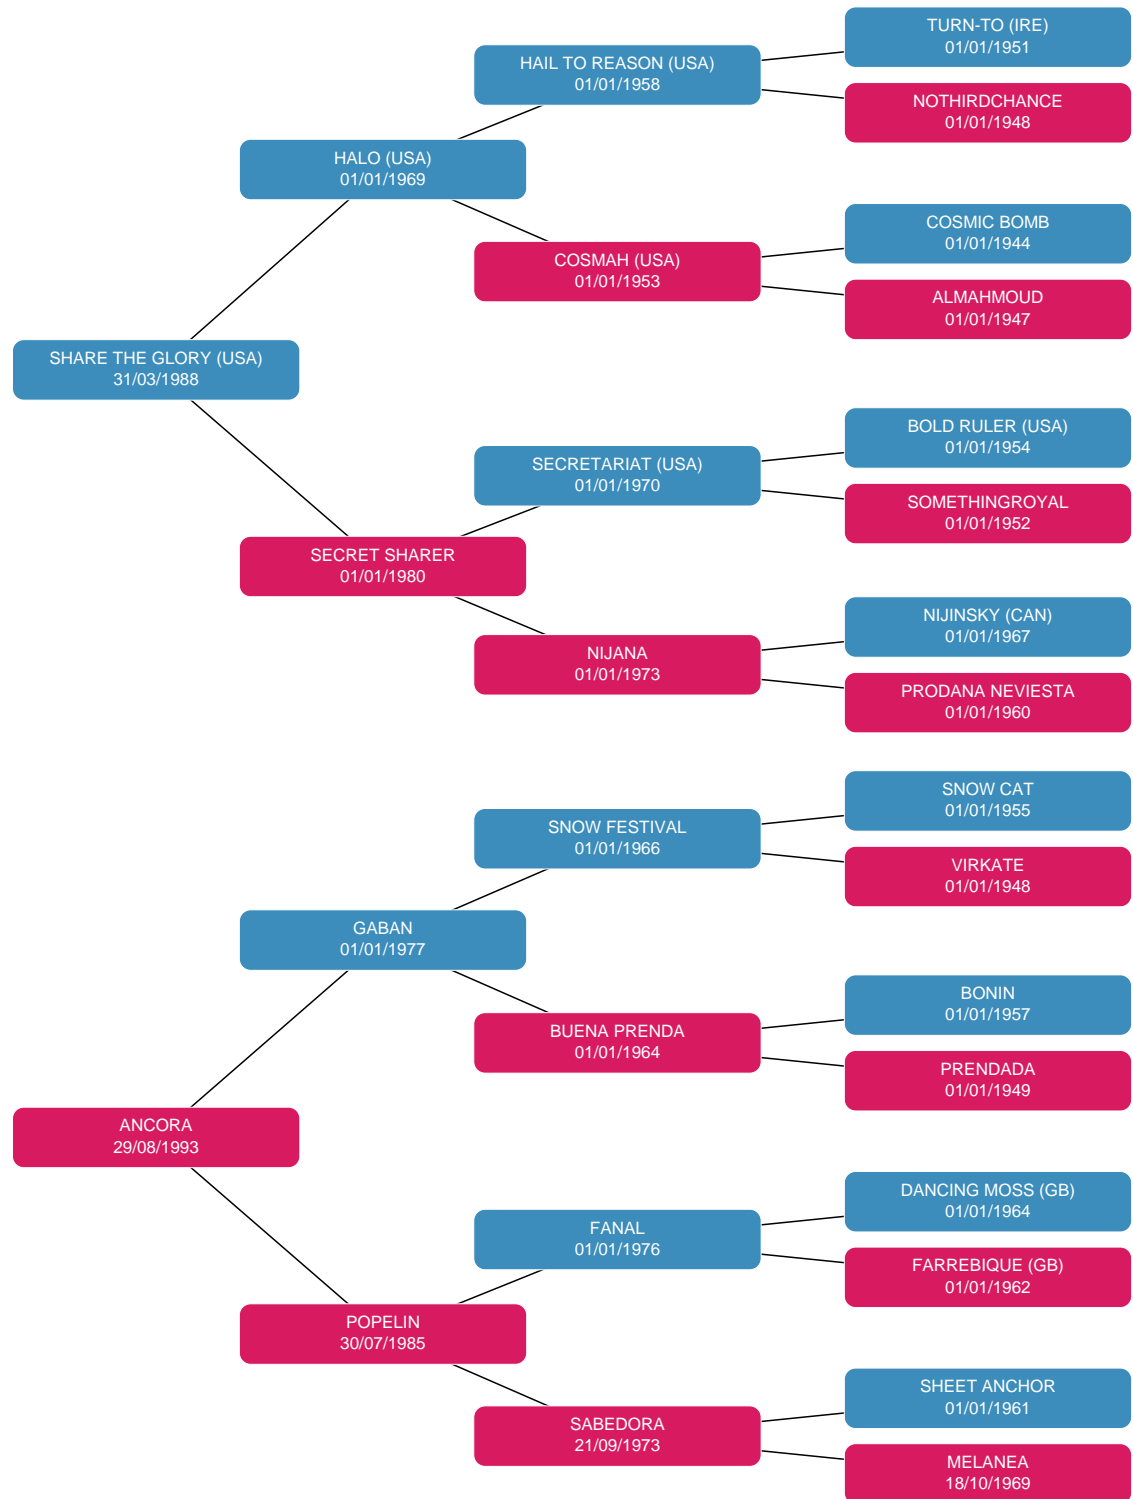 TURN-TO (IRE)
01/01/1951
HAIL TO REASON (USA)
01/01/1958
NOTHIRDCHANCE
01/01/1948
HALO (USA)
01/01/1969
COSMIC BOMB
01/01/1944
COSMAH (USA)
01/01/1953
ALMAHMOUD
01/01/1947
SHARE THE GLORY (USA)
31/03/1988
BOLD RULER (USA)
01/01/1954
SECRETARIAT (USA)
01/01/1970
SOMETHINGROYAL
01/01/1952
SECRET SHARER
01/01/1980
NIJINSKY (CAN)
01/01/1967
NIJANA
01/01/1973
PRODANA NEVIESTA
01/01/1960
SNOW CAT
01/01/1955
SNOW FESTIVAL
01/01/1966
VIRKATE
01/01/1948
GABAN
01/01/1977
BONIN
01/01/1957
BUENA PRENDA
01/01/1964
PRENDADA
01/01/1949
ANCORA
29/08/1993
DANCING MOSS (GB)
01/01/1964
FANAL
01/01/1976
FARREBIQUE (GB)
01/01/1962
POPELIN
30/07/1985
SHEET ANCHOR
01/01/1961
SABEDORA
21/09/1973
MELANEA
18/10/1969